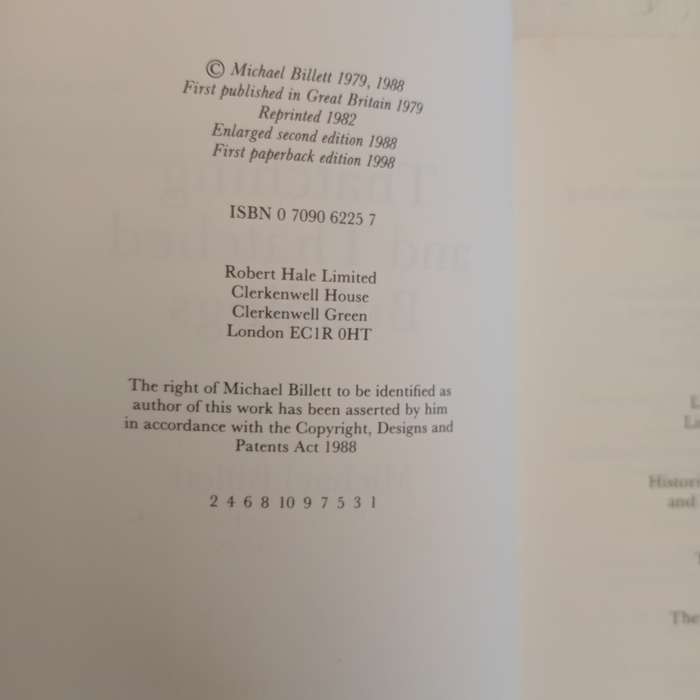 © Michael Billett 1979, 1988
First published in Great Britain 1979
Reprinted 1982
Enlarged second edition 1988
First paperback edition 1998
ISBN 0 7090 6225 7
Robert Hale Limited
Clerkenwell House
Clerkenwell Green
London EC1R 0HT
The right of Michael Billett to be identified as
author of this work has been asserted by him
in accordance with the Copyright, Designs and
Patents Act 1988
2 4 6 8 10 9 7 5 3 1
and
The